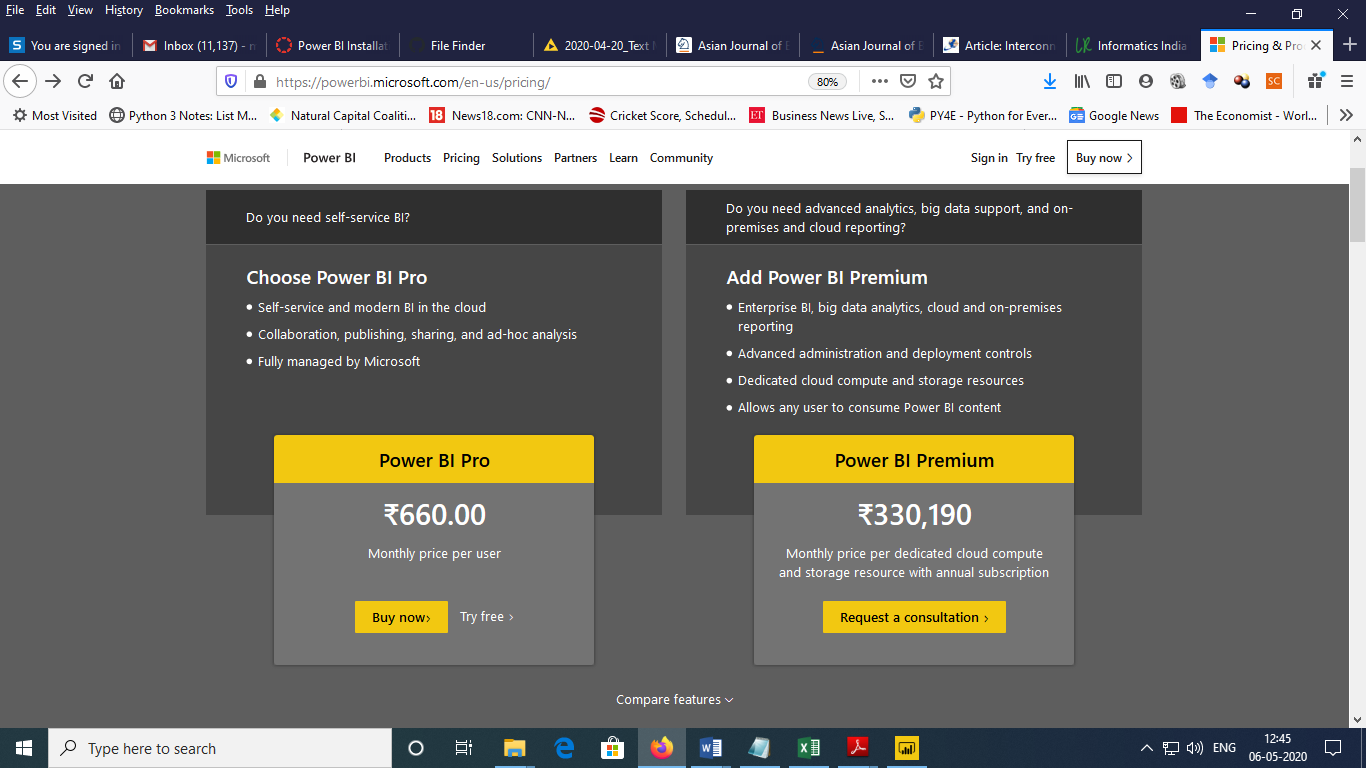 File Edit View History Bookmarks Tools Help
You are signed in
Inbox (11,137) -
Power BI Installat
File Finder
2020-04-20_Text
Asian Journal of E
Asian Journal of E
Article: Interconn
Informatics India
Pricing & Pro
https://powerbi.microsoft.com/en-us/pricing/
80%
SC
Most Visited
Python 3 Notes: List M...
Natural Capital Coaliti...
18 News18.com: CNN-N...
Cricket Score, Schedul...
ET Business News Live, S...
PY4E - Python for Ever...
Google News
The Economist - Worl...
Microsoft
Power BI
Products Pricing Solutions Partners Learn Community
Sign in Try free Buy now
Do you need self-service BI?
Choose Power BI Pro
Self-service and modern BI in the cloud
Collaboration, publishing, sharing, and ad-hoc analysis
Fully managed by Microsoft
Power BI Pro
₹660.00
Monthly price per user
Buy now›
Try free ›
Do you need advanced analytics, big data support, and on-
premises and cloud reporting?
Add Power BI Premium
Enterprise BI, big data analytics, cloud and on-premises
reporting
Advanced administration and deployment controls
Dedicated cloud compute and storage resources
Allows any user to consume Power BI content
Power BI Premium
₹330,190
Monthly price per dedicated cloud compute
and storage resource with annual subscription
Request a consultation ›
Compare features
Type here to search
ENG
12:45
06-05-2020